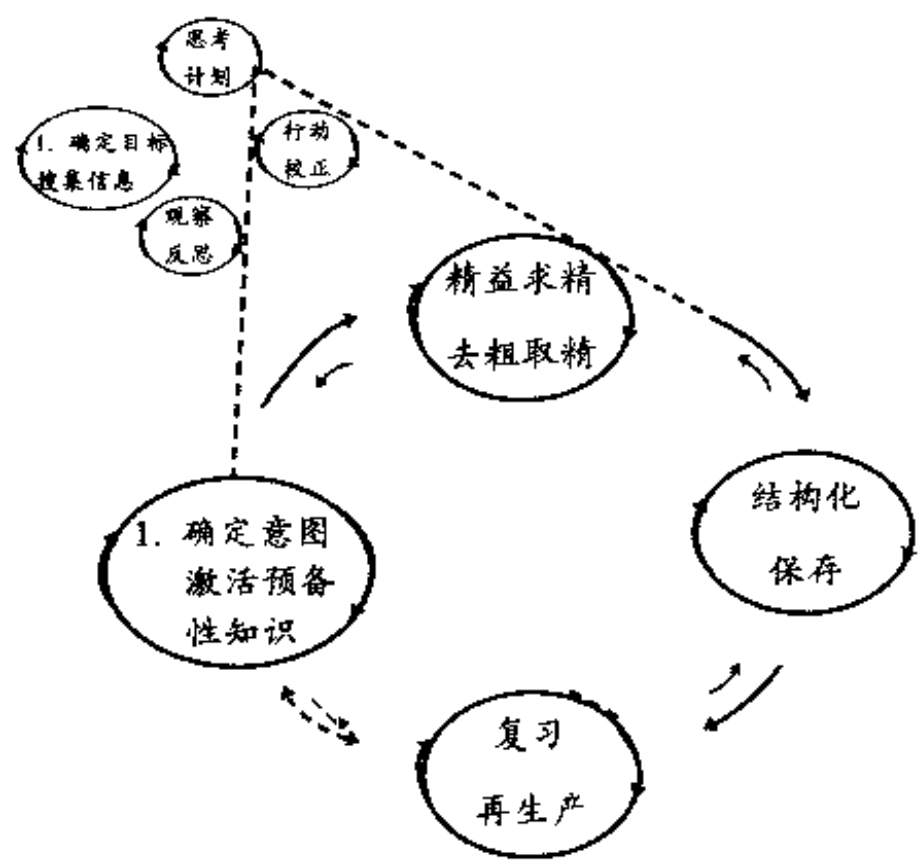 思考
计划
行动
校正
1. 确定目标
搜集信息
观察
反思
精益求精
去粗取精
结构化
保存
1. 确定意图
激活预备
性知识
复习
再生产